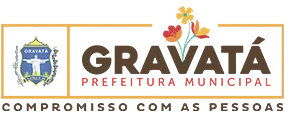 GRAVATÁ
GRAVATÁ
PREFEITURA MUNICIPAL
COMPROMISSO COM AS PESSOAS